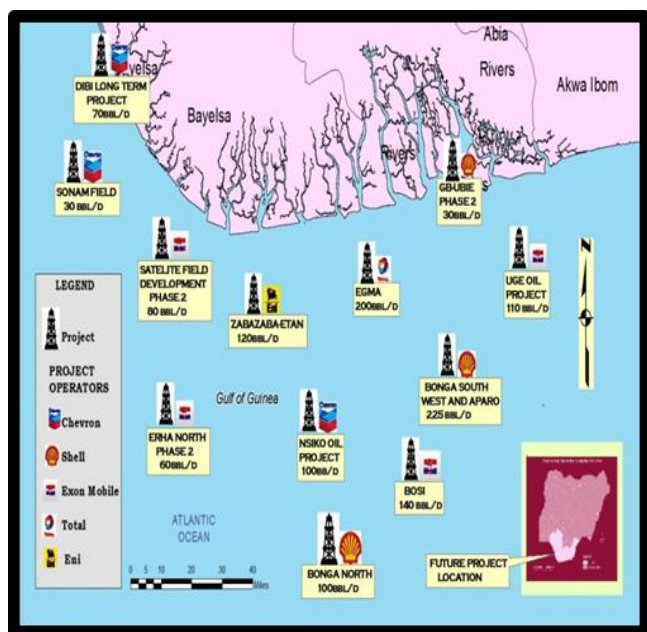 Abia
Rivers
Akwa Ibom
yelsa
DIBI LONG TERM
PROJECT
70BBL/D
Bayelsa
Rivers
SONAM FIELD
30 BBL/D
GB-UBIE
PHASE 2
30BBL/D
SATELITE FIELD
DEVELOPMENT
PHASE 2
80 BBL/D
Eni
ZABAZABA-ETAN
120BBL/D
EGMA
200BBL/D
UGE OIL
PROJECT
110 BBL/D
N
LEGEND
Project
PROJECT
OPERATORS
Chevron
Shell
Exon Mobile
Total
Eni
BONGA SOUTH
WEST AND APARO
225 BBL/D
Gulf of Guinea
ERHA NORTH
PHASE 2
60BBL/D
NSIKO OIL
PROJECT
100BB/D
BOSI
140 BBL/D
ATLANTIC
OCEAN
0 5 10 20 30 40
Miles
BONGA NORTH
100BBL/D
FUTURE PROJECT
LOCATION